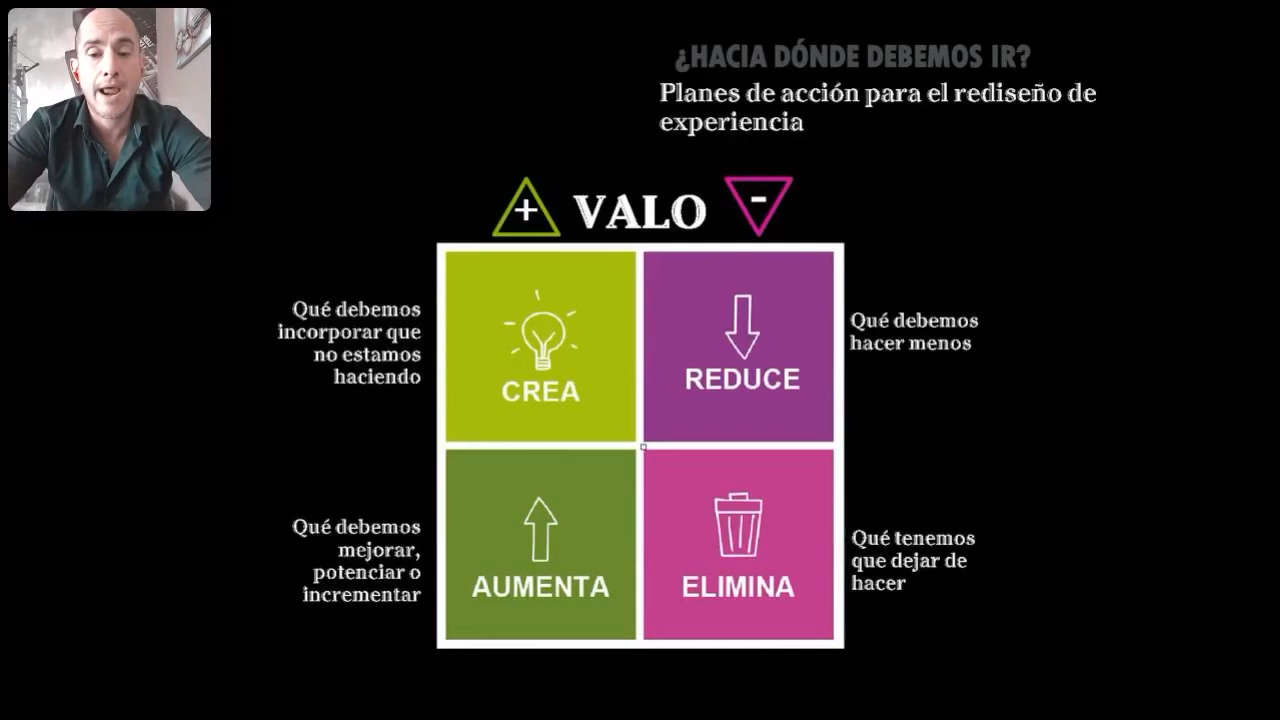 ¿HACIA DÓNDE DEBEMOS IR?
Planes de acción para el rediseño de
experiencia
+ VALO -
Qué debemos
incorporar que
no estamos
haciendo
CREA
REDUCE
Qué debemos
hacer menos
Qué debemos
mejorar,
potenciar o
incrementar
AUMENTA
ELIMINA
Qué tenemos
que dejar de
hacer